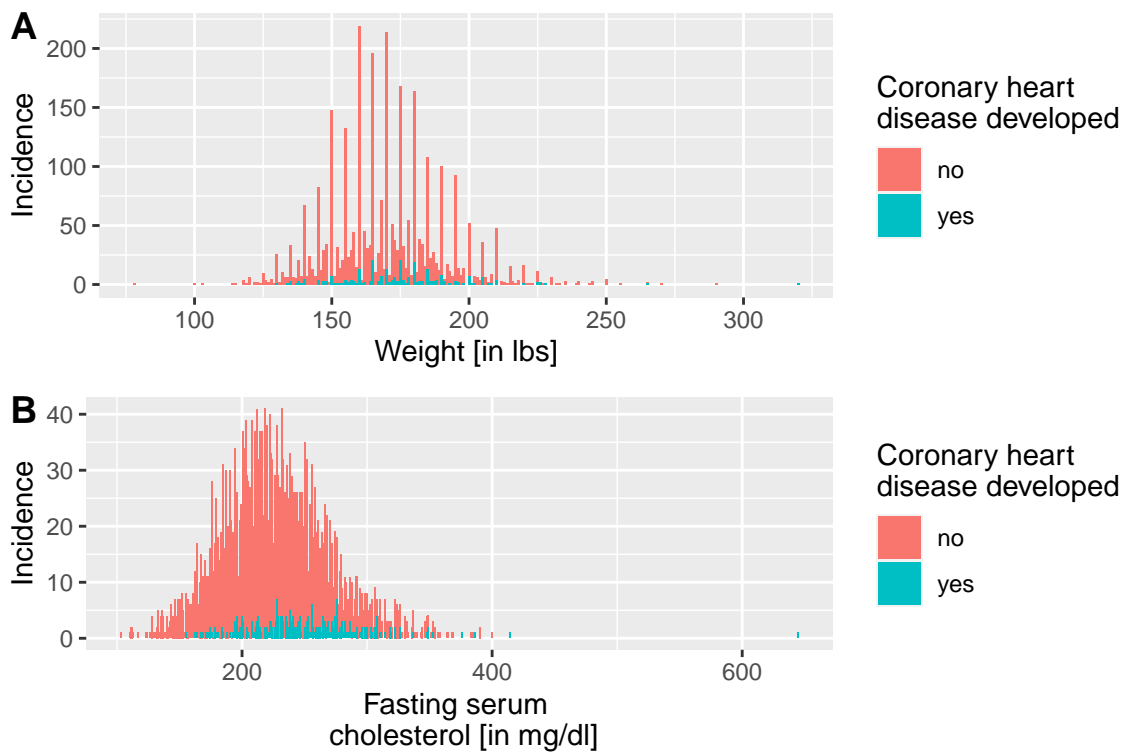 A
200
150
100
50
0
Incidence
100 150 200 250 300
Weight [in lbs]
Coronary heart
disease developed
no
yes
B
40
30
20
10
0
Incidence
200 400 600
Fasting serum
cholesterol [in mg/dl]
Coronary heart
disease developed
no
yes